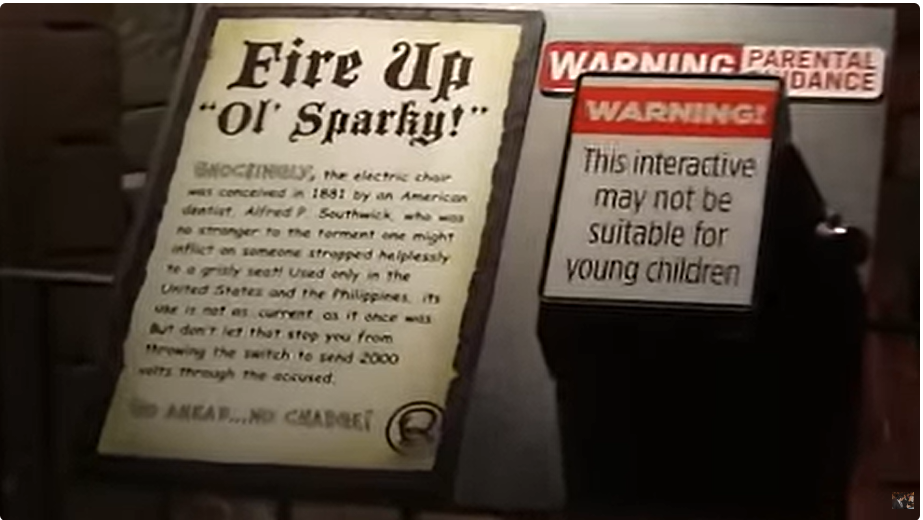 Fire Up
"Ol' Sparky!"
SHOCKINGLY, the electric chair
was conceived in 1881 by an American
dentist, Alfred P. Southwick, who was
no stranger to the torment one might
inflict on someone strapped helplessly
to a grisly seat! Used only in the
United States and the Philippines, its
use is not as current as it once was.
But don't let that stop you from
throwing the switch to send 2000
volts through the accused.
GO AHEAD...NO CHARGE!
R
WARNING PARENTAL
GUIDANCE
WARNING!
This interactive
may not be
suitable for
young children